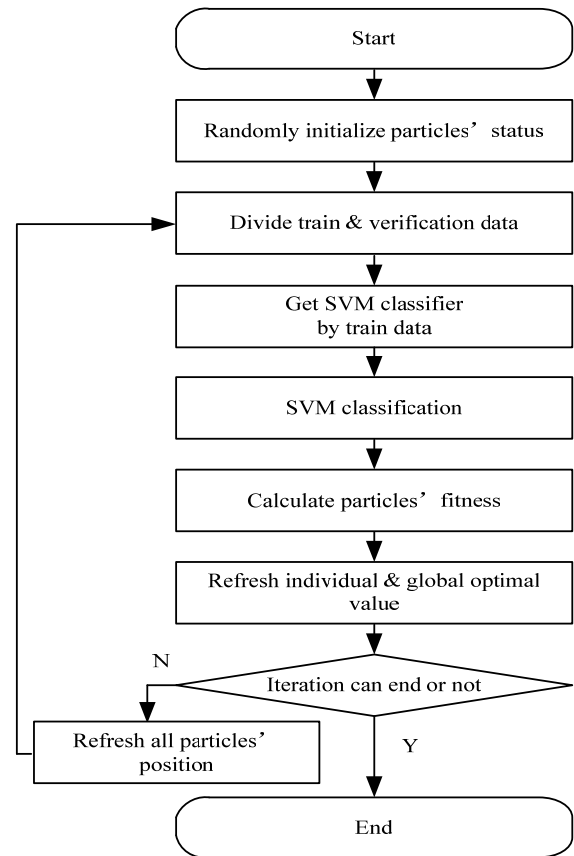 Start
Randomly initialize particles’ status
Divide train & verification data
Get SVM classifier
by train data
SVM classification
Calculate particles’ fitness
Refresh individual & global optimal
value
N
Iteration can end or not
Refresh all particles’
position
Y
End